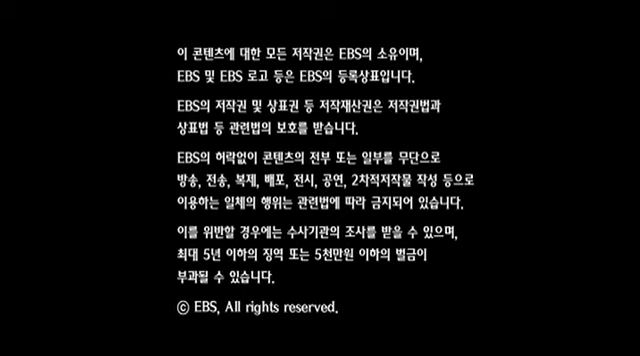 이 콘텐츠에 대한 모든 저작권은 EBS의 소유이며,
EBS 및 EBS 로고 등은 EBS의 등록상표입니다.
EBS의 저작권 및 상표권 등 저작재산권은 저작권법과
상표법 등 관련법의 보호를 받습니다.
EBS의 허락없이 콘텐츠의 전부 또는 일부를 무단으로
방송, 전송, 복제, 배포, 전시, 공연, 2차적저작물 작성 등으로
이용하는 일체의 행위는 관련법에 따라 금지되어 있습니다.
이를 위반할 경우에는 수사기관의 조사를 받을 수 있으며,
최대 5년 이하의 징역 또는 5천만원 이하의 벌금이
부과될 수 있습니다.
© EBS, All rights reserved.